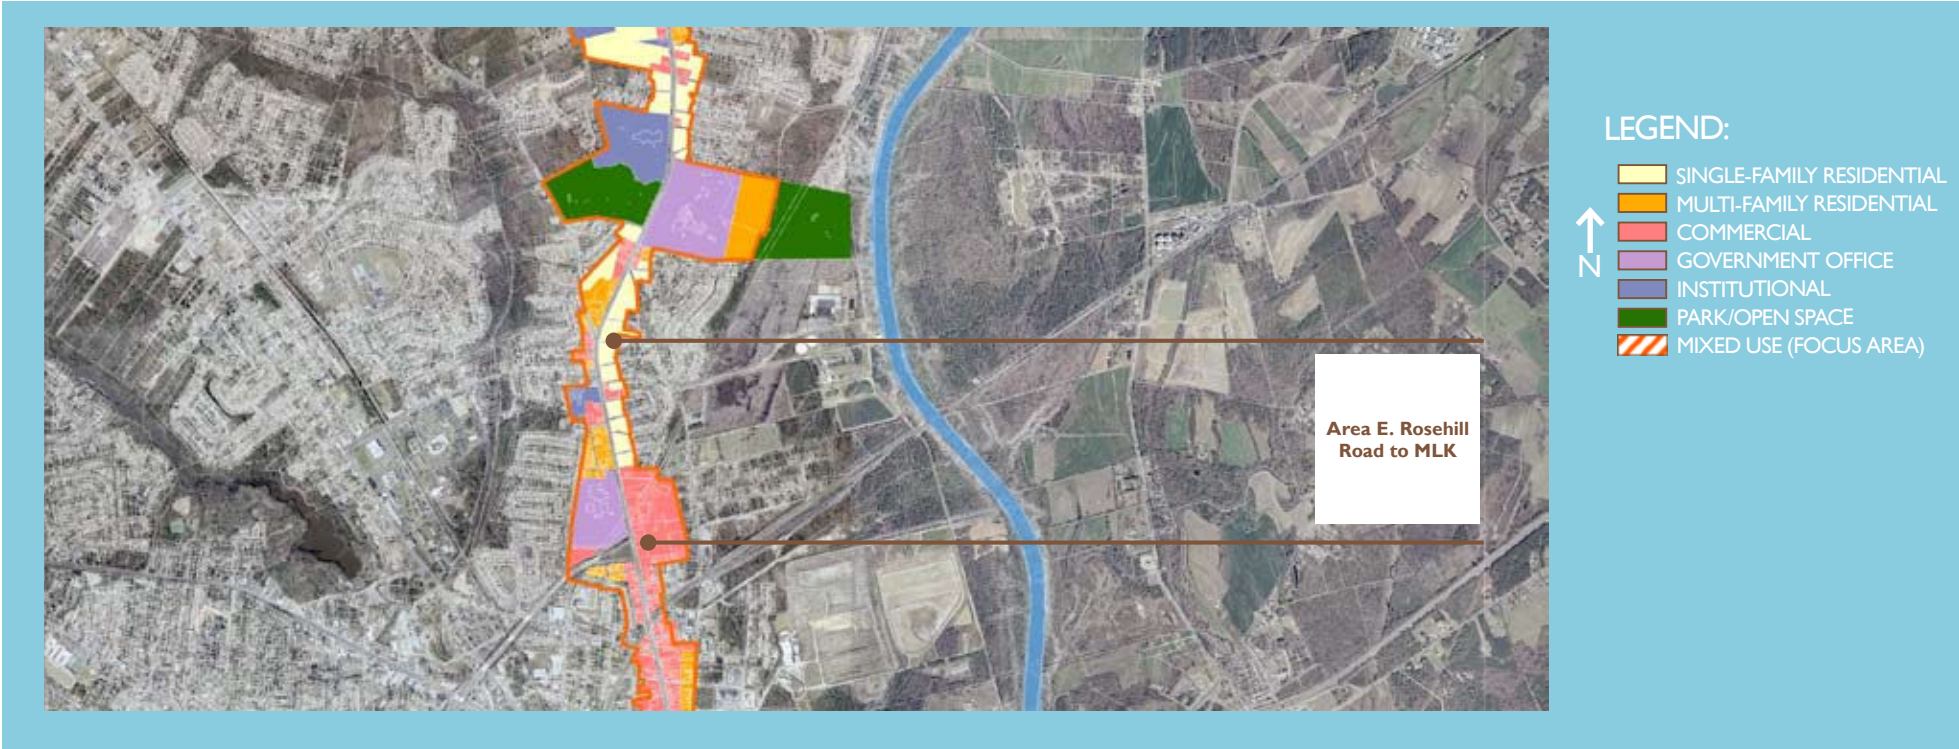 LEGEND:
SINGLE-FAMILY RESIDENTIAL
MULTI-FAMILY RESIDENTIAL
COMMERCIAL
GOVERNMENT OFFICE
INSTITUTIONAL
PARK/OPEN SPACE
MIXED USE (FOCUS AREA)
N
Area E. Rosehill
Road to MLK